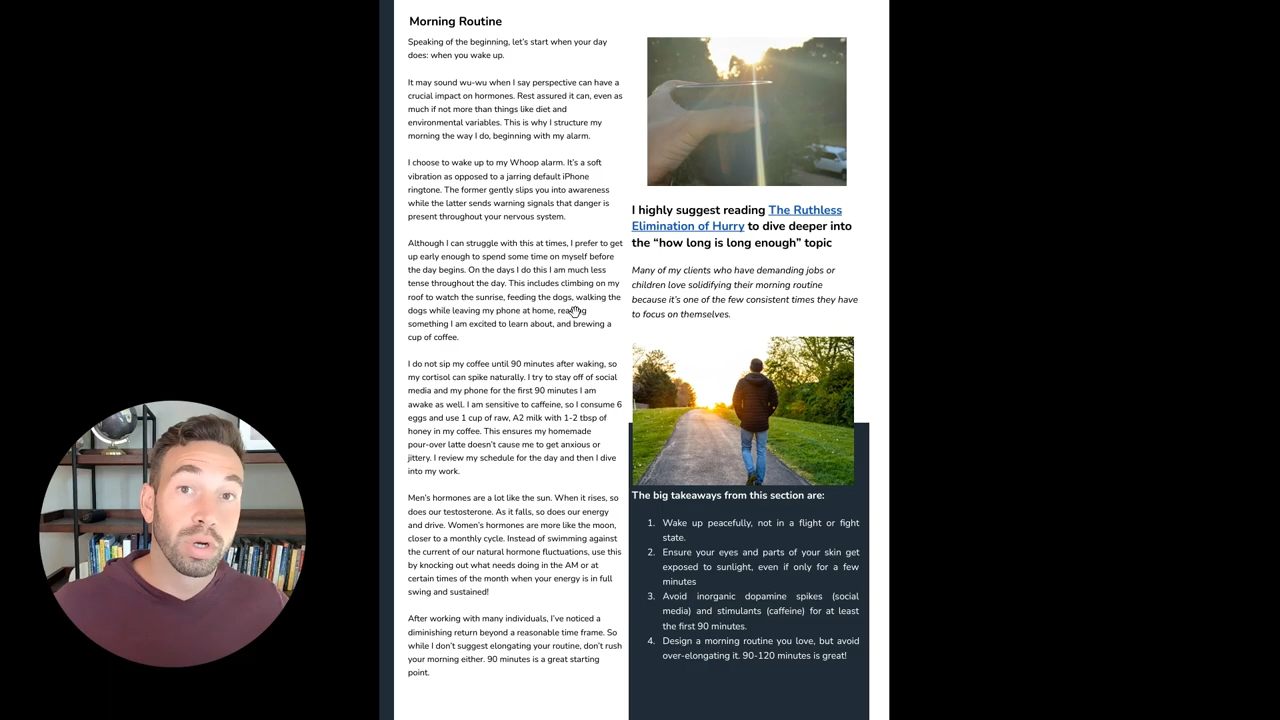 Morning Routine
Speaking of the beginning, let's start when your day
does: when you wake up.
It may sound wu-wu when I say perspective can have a
crucial impact on hormones. Rest assured it can, even as
much if not more than things like diet and
environmental variables. This is why I structure my
morning the way I do, beginning with my alarm.
I choose to wake up to my Whoop alarm. It's a soft
vibration as opposed to a jarring default iPhone
ringtone. The former gently slips you into awareness
while the latter sends warning signals that danger is
present throughout your nervous system.
Although I can struggle with this at times, I prefer to get
up early enough to spend some time on myself before
the day begins. On the days I do this I am much less
tense throughout the day. This includes climbing on my
roof to watch the sunrise, feeding the dogs, walking the
dogs while leaving my phone at home, reading
something I am excited to learn about, and brewing a
cup of coffee.
I do not sip my coffee until 90 minutes after waking, so
my cortisol can spike naturally. I try to stay off of social
media and my phone for the first 90 minutes I am
awake as well. I am sensitive to caffeine, so I consume 6
eggs and use 1 cup of raw, A2 milk with 1-2 tbsp of
honey in my coffee. This ensures my homemade
pour-over latte doesn't cause me to get anxious or
jittery. I review my schedule for the day and then I dive
into my work.
Men's hormones are a lot like the sun. When it rises, so
does our testosterone. As it falls, so does our energy
and drive. Women's hormones are more like the moon,
closer to a monthly cycle. Instead of swimming against
the current of our natural hormone fluctuations, use this
by knocking out what needs doing in the AM or at
certain times of the month when your energy is in full
swing and sustained!
After working with many individuals, I've noticed a
diminishing return beyond a reasonable time frame. So
while I don't suggest elongating your routine, don't rush
your morning either. 90 minutes is a great starting
point.
I highly suggest reading The Ruthless
Elimination of Hurry to dive deeper into
the “how long is long enough” topic
Many of my clients who have demanding jobs or
children love solidifying their morning routine
because it's one of the few consistent times they have
to focus on themselves.
The big takeaways from this section are:
1. Wake up peacefully, not in a flight or fight
state.
2. Ensure your eyes and parts of your skin get
exposed to sunlight, even if only for a few
minutes
3. Avoid inorganic dopamine spikes (social
media) and stimulants (caffeine) for at least
the first 90 minutes.
4. Design a morning routine you love, but avoid
over-elongating it. 90-120 minutes is great!